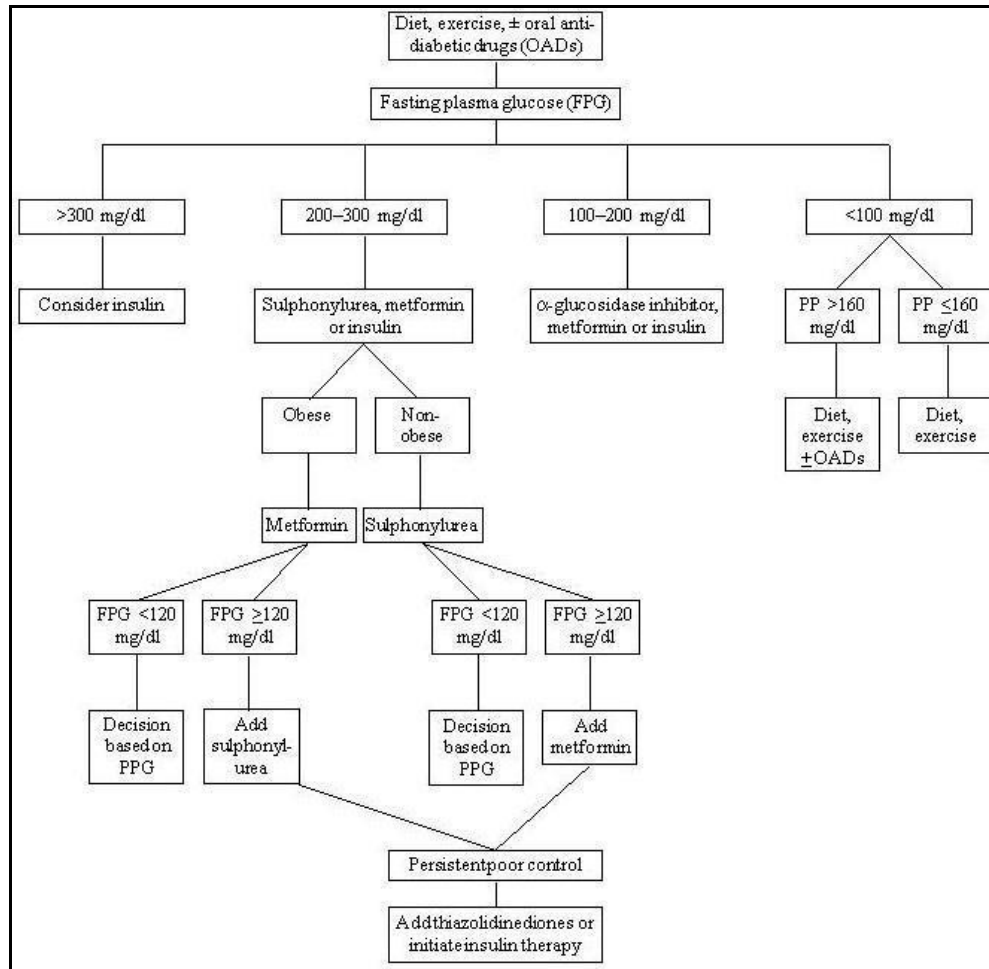 Diet, exercise, ± oral anti-
diabetic drugs (OADs)
Fasting plasma glucose (FPG)
>300 mg/dl
200–300 mg/dl
100–200 mg/dl
<100 mg/dl
Consider insulin
Sulphonylurea, metformin
or insulin
α-glucosidase inhibitor,
metformin or insulin
PP >160
mg/dl
PP ≤160
mg/dl
Obese
Non-
obese
Diet,
exercise
±OADs
Diet,
exercise
Metformin
Sulphonylurea
FPG <120
mg/dl
FPG ≥120
mg/dl
FPG <120
mg/dl
FPG ≥120
mg/dl
Decision
based on
PPG
Add
sulphonyl-
urea
Decision
based on
PPG
Add
metformin
Persistent poor control
Add thiazolidinediones or
initiate insulin therapy